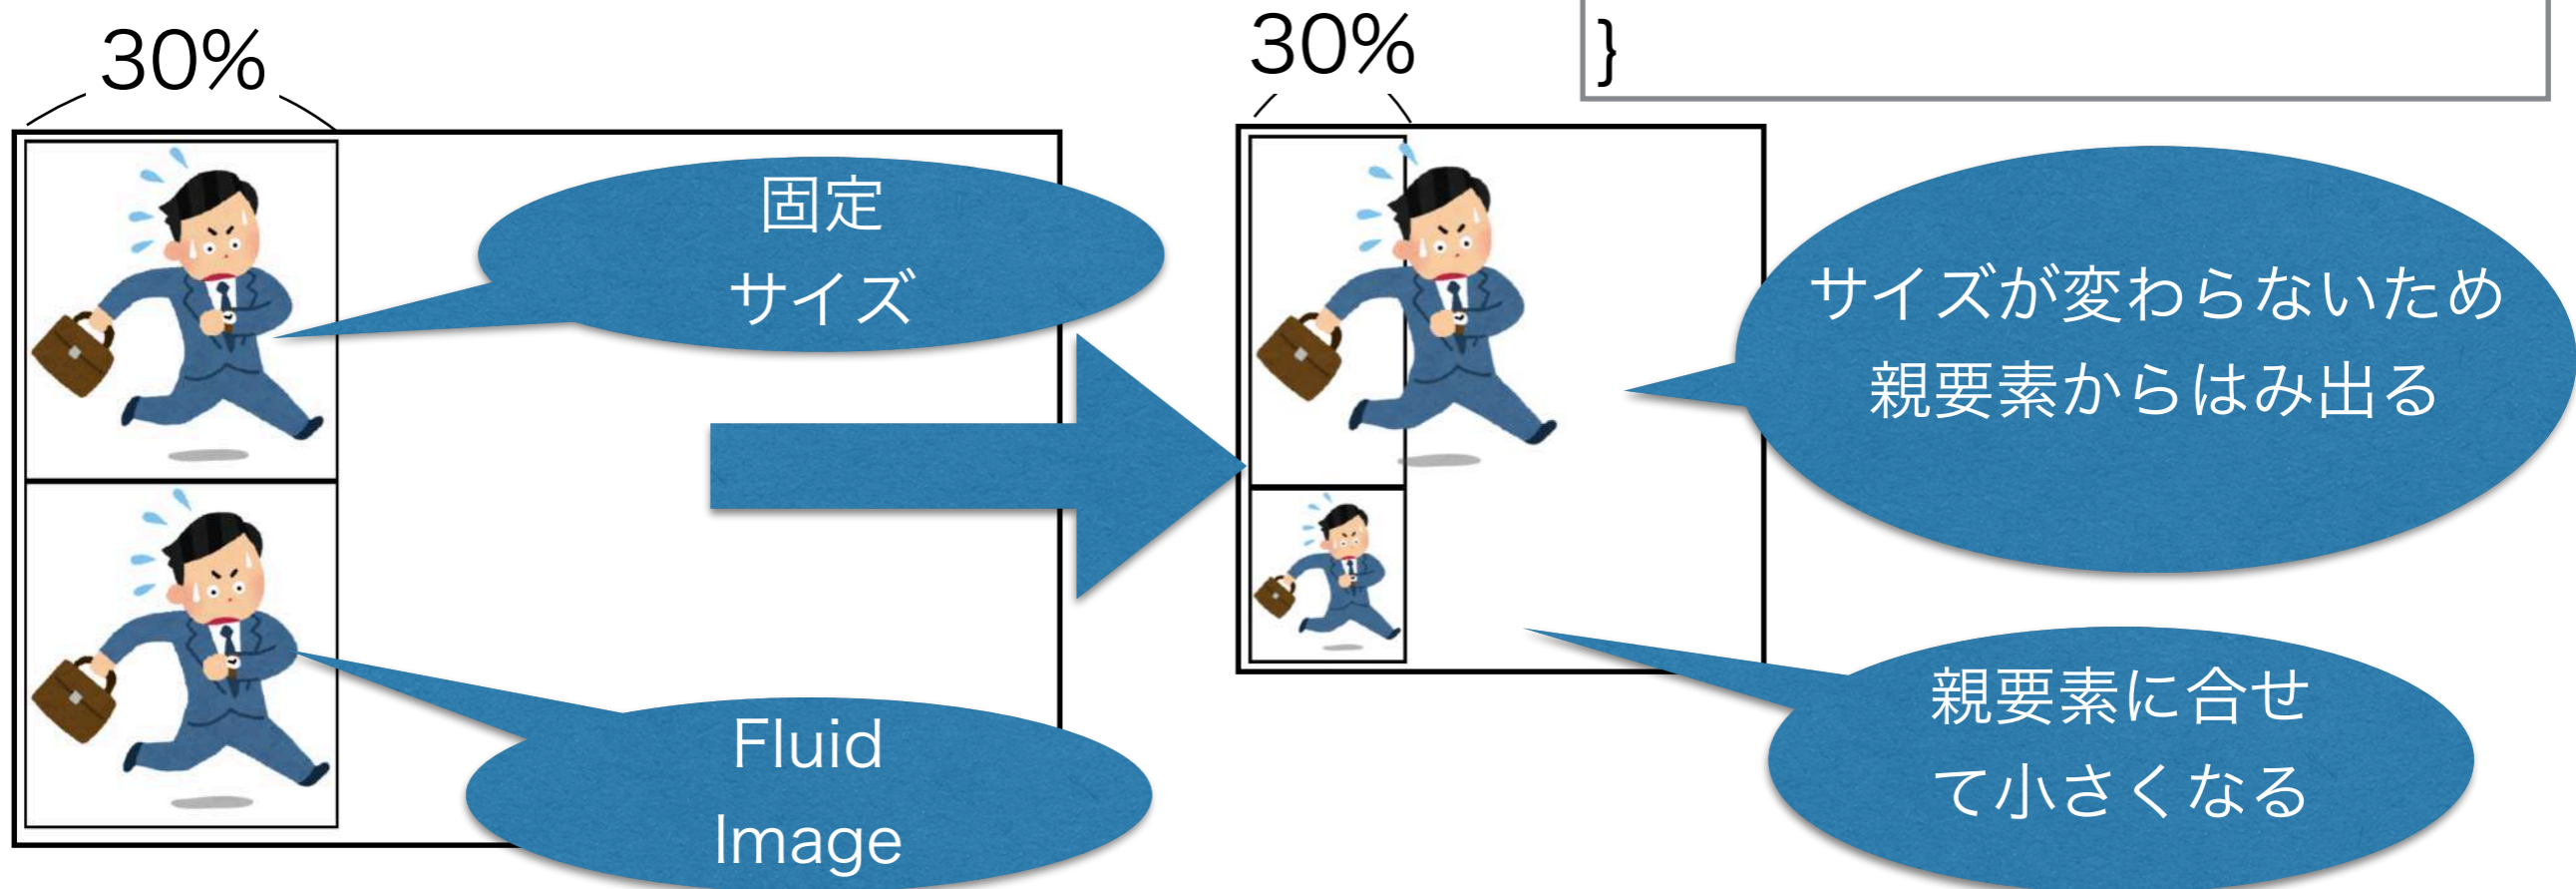 30%
30%
}
固定
サイズ
サイズが変わらないため
親要素からはみ出る
Fluid
Image
親要素に合せ
て小さくなる